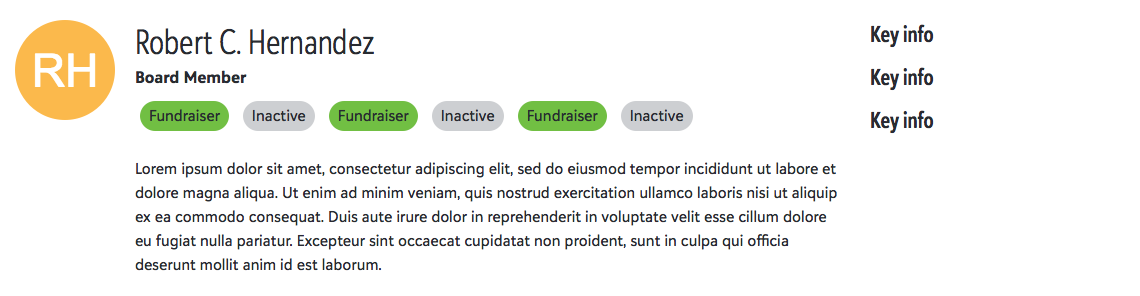 RH
Robert C. Hernandez
Board Member
Fundraiser Inactive Fundraiser Inactive Fundraiser Inactive
Lorem ipsum dolor sit amet, consectetur adipiscing elit, sed do eiusmod tempor incididunt ut labore et
dolore magna aliqua. Ut enim ad minim veniam, quis nostrud exercitation ullamco laboris nisi ut aliquip
ex ea commodo consequat. Duis aute irure dolor in reprehenderit in voluptate velit esse cillum dolore
eu fugiat nulla pariatur. Excepteur sint occaecat cupidatat non proident, sunt in culpa qui officia
deserunt mollit anim id est laborum.
Key info
Key info
Key info